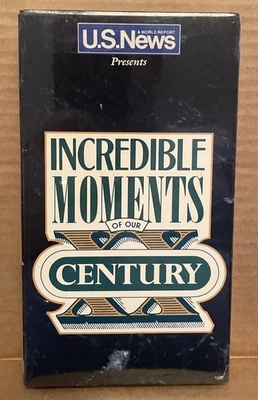 U.S.News
& WORLD REPORT
Presents
INCREDIBLE
MOMENTS
OF OUR
CENTURY